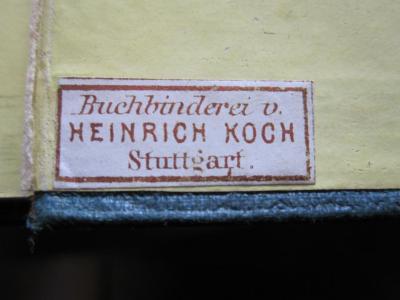 Buchbinderei v.
HEINRICH KOCH
Stuttgart.